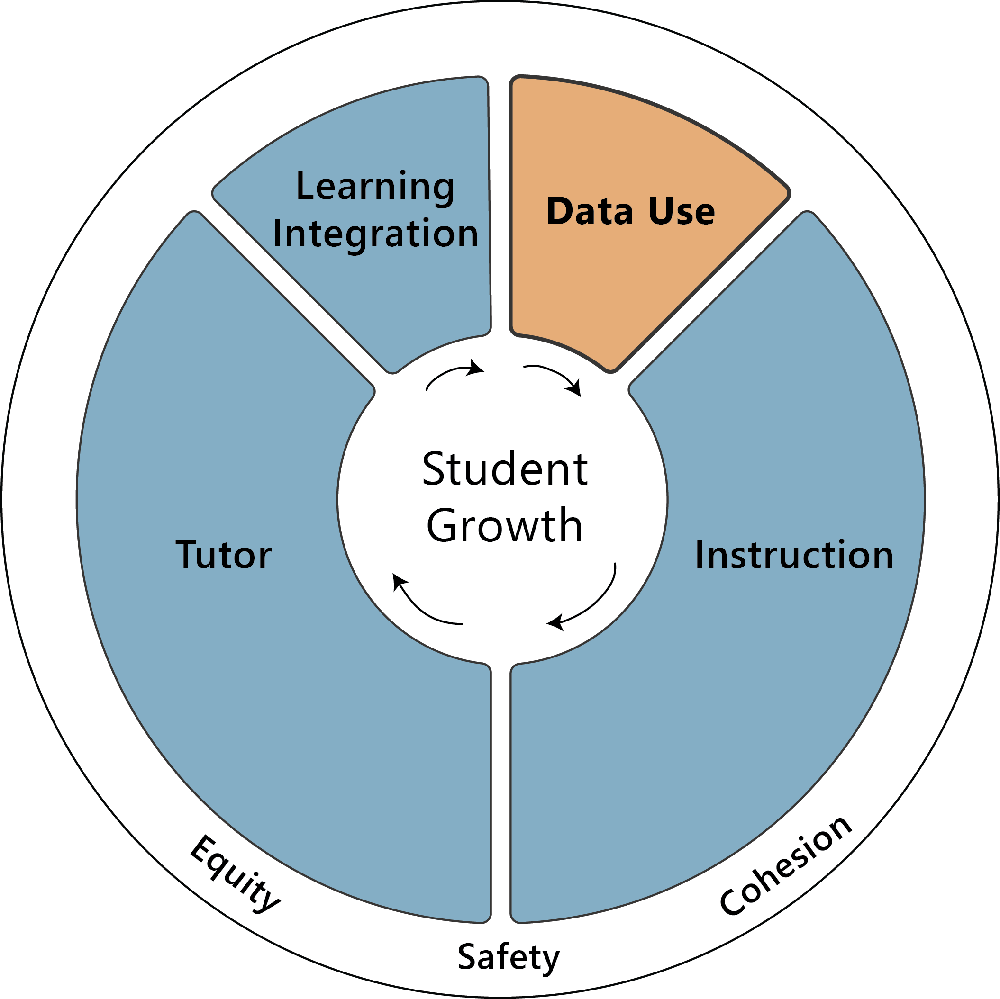 Learning
Integration
Data Use
Student
Growth
Tutor
Instruction
Equity
Safety
Cohesion